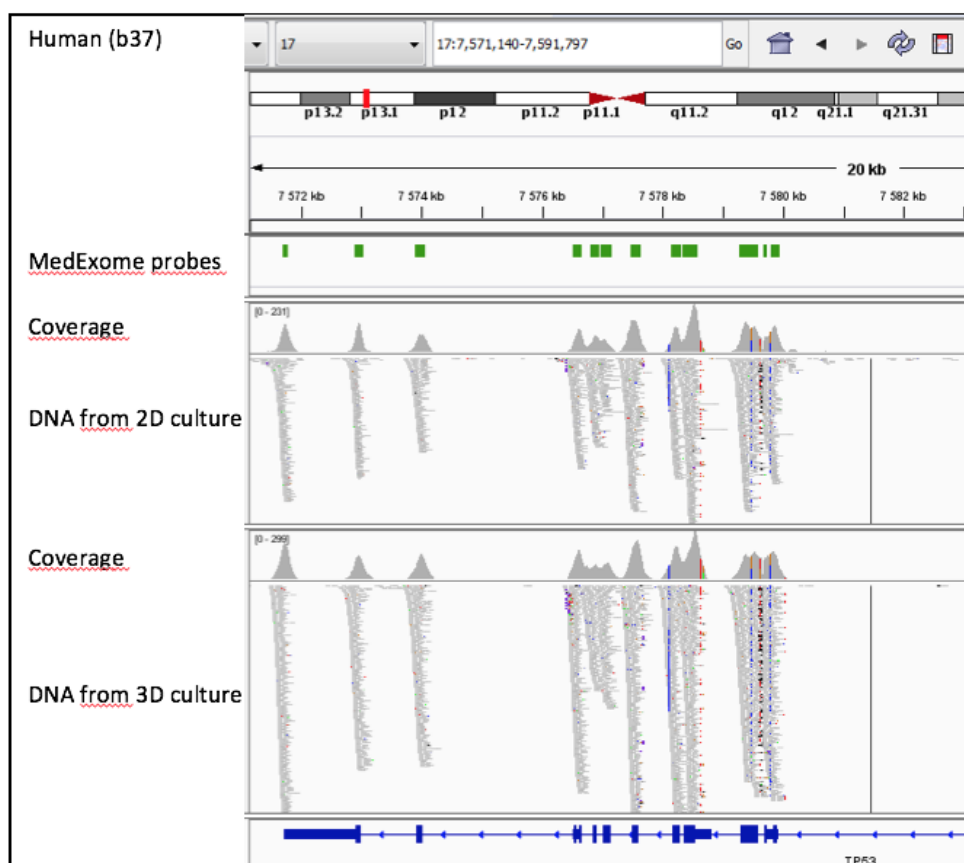 Human (b37)
17
17:7,571,140-7,591,797
Go
p13.2 p13.1 p12 p11.2 p11.1 q11.2 q12 q21.1 q21.31
20 kb
7 572 kb 7 574 kb 7 576 kb 7 578 kb 7 580 kb 7 582 kb
MedExome probes
[0 - 231]
Coverage
DNA from 2D culture
[0 - 299]
Coverage
DNA from 3D culture
TP53